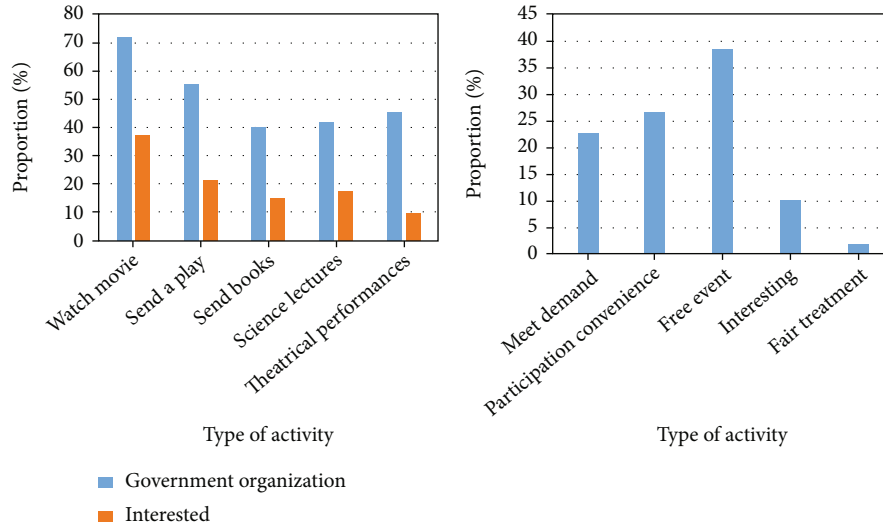 80
70
60
50
40
30
20
10
0
Proportion (%)
Watch movie
Send a play
Send books
Science lectures
Theatrical performances
Type of activity
Government organization
Interested
45
40
35
30
25
20
15
10
5
0
Proportion (%)
Meet demand
Participation convenience
Free event
Interesting
Fair treatment
Type of activity